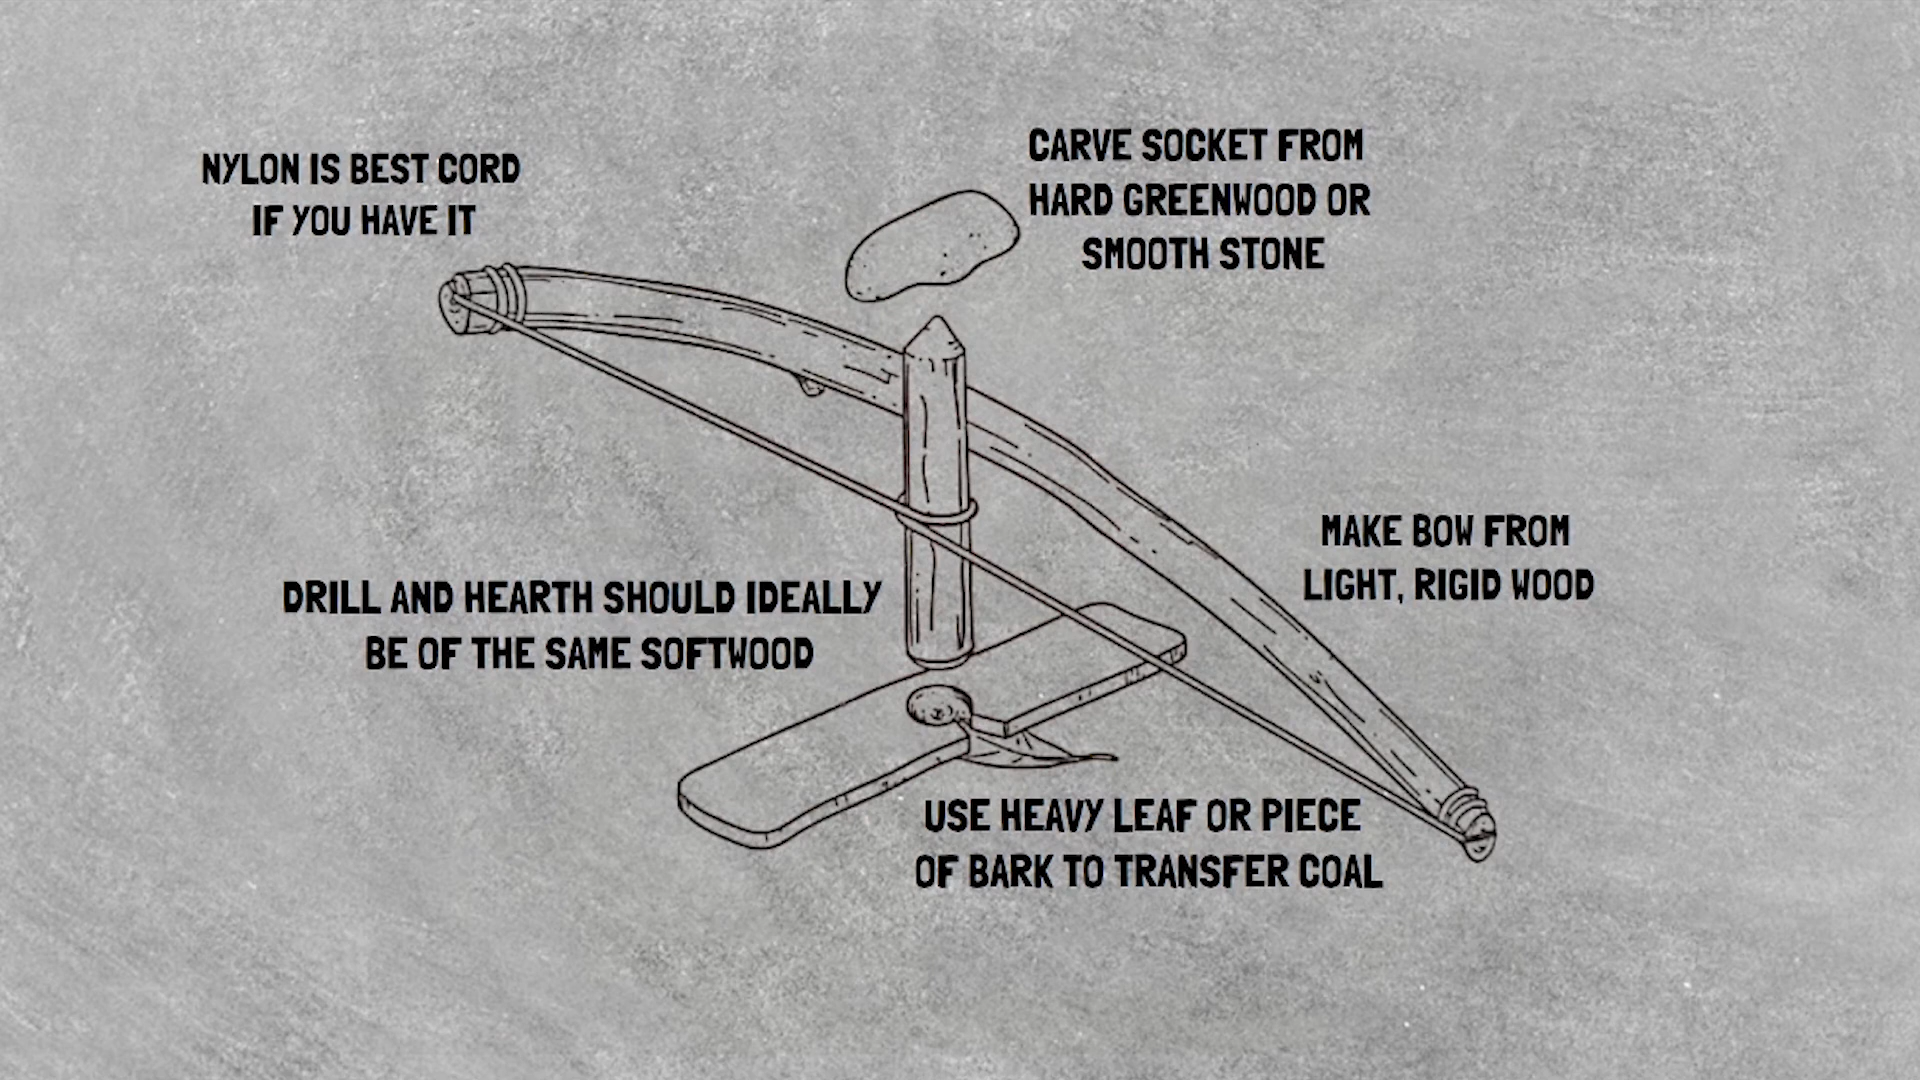 NYLON IS BEST CORD
IF YOU HAVE IT
CARVE SOCKET FROM
HARD GREENWOOD OR
SMOOTH STONE
MAKE BOW FROM
LIGHT, RIGID WOOD
DRILL AND HEARTH SHOULD IDEALLY
BE OF THE SAME SOFTWOOD
USE HEAVY LEAF OR PIECE
OF BARK TO TRANSFER COAL